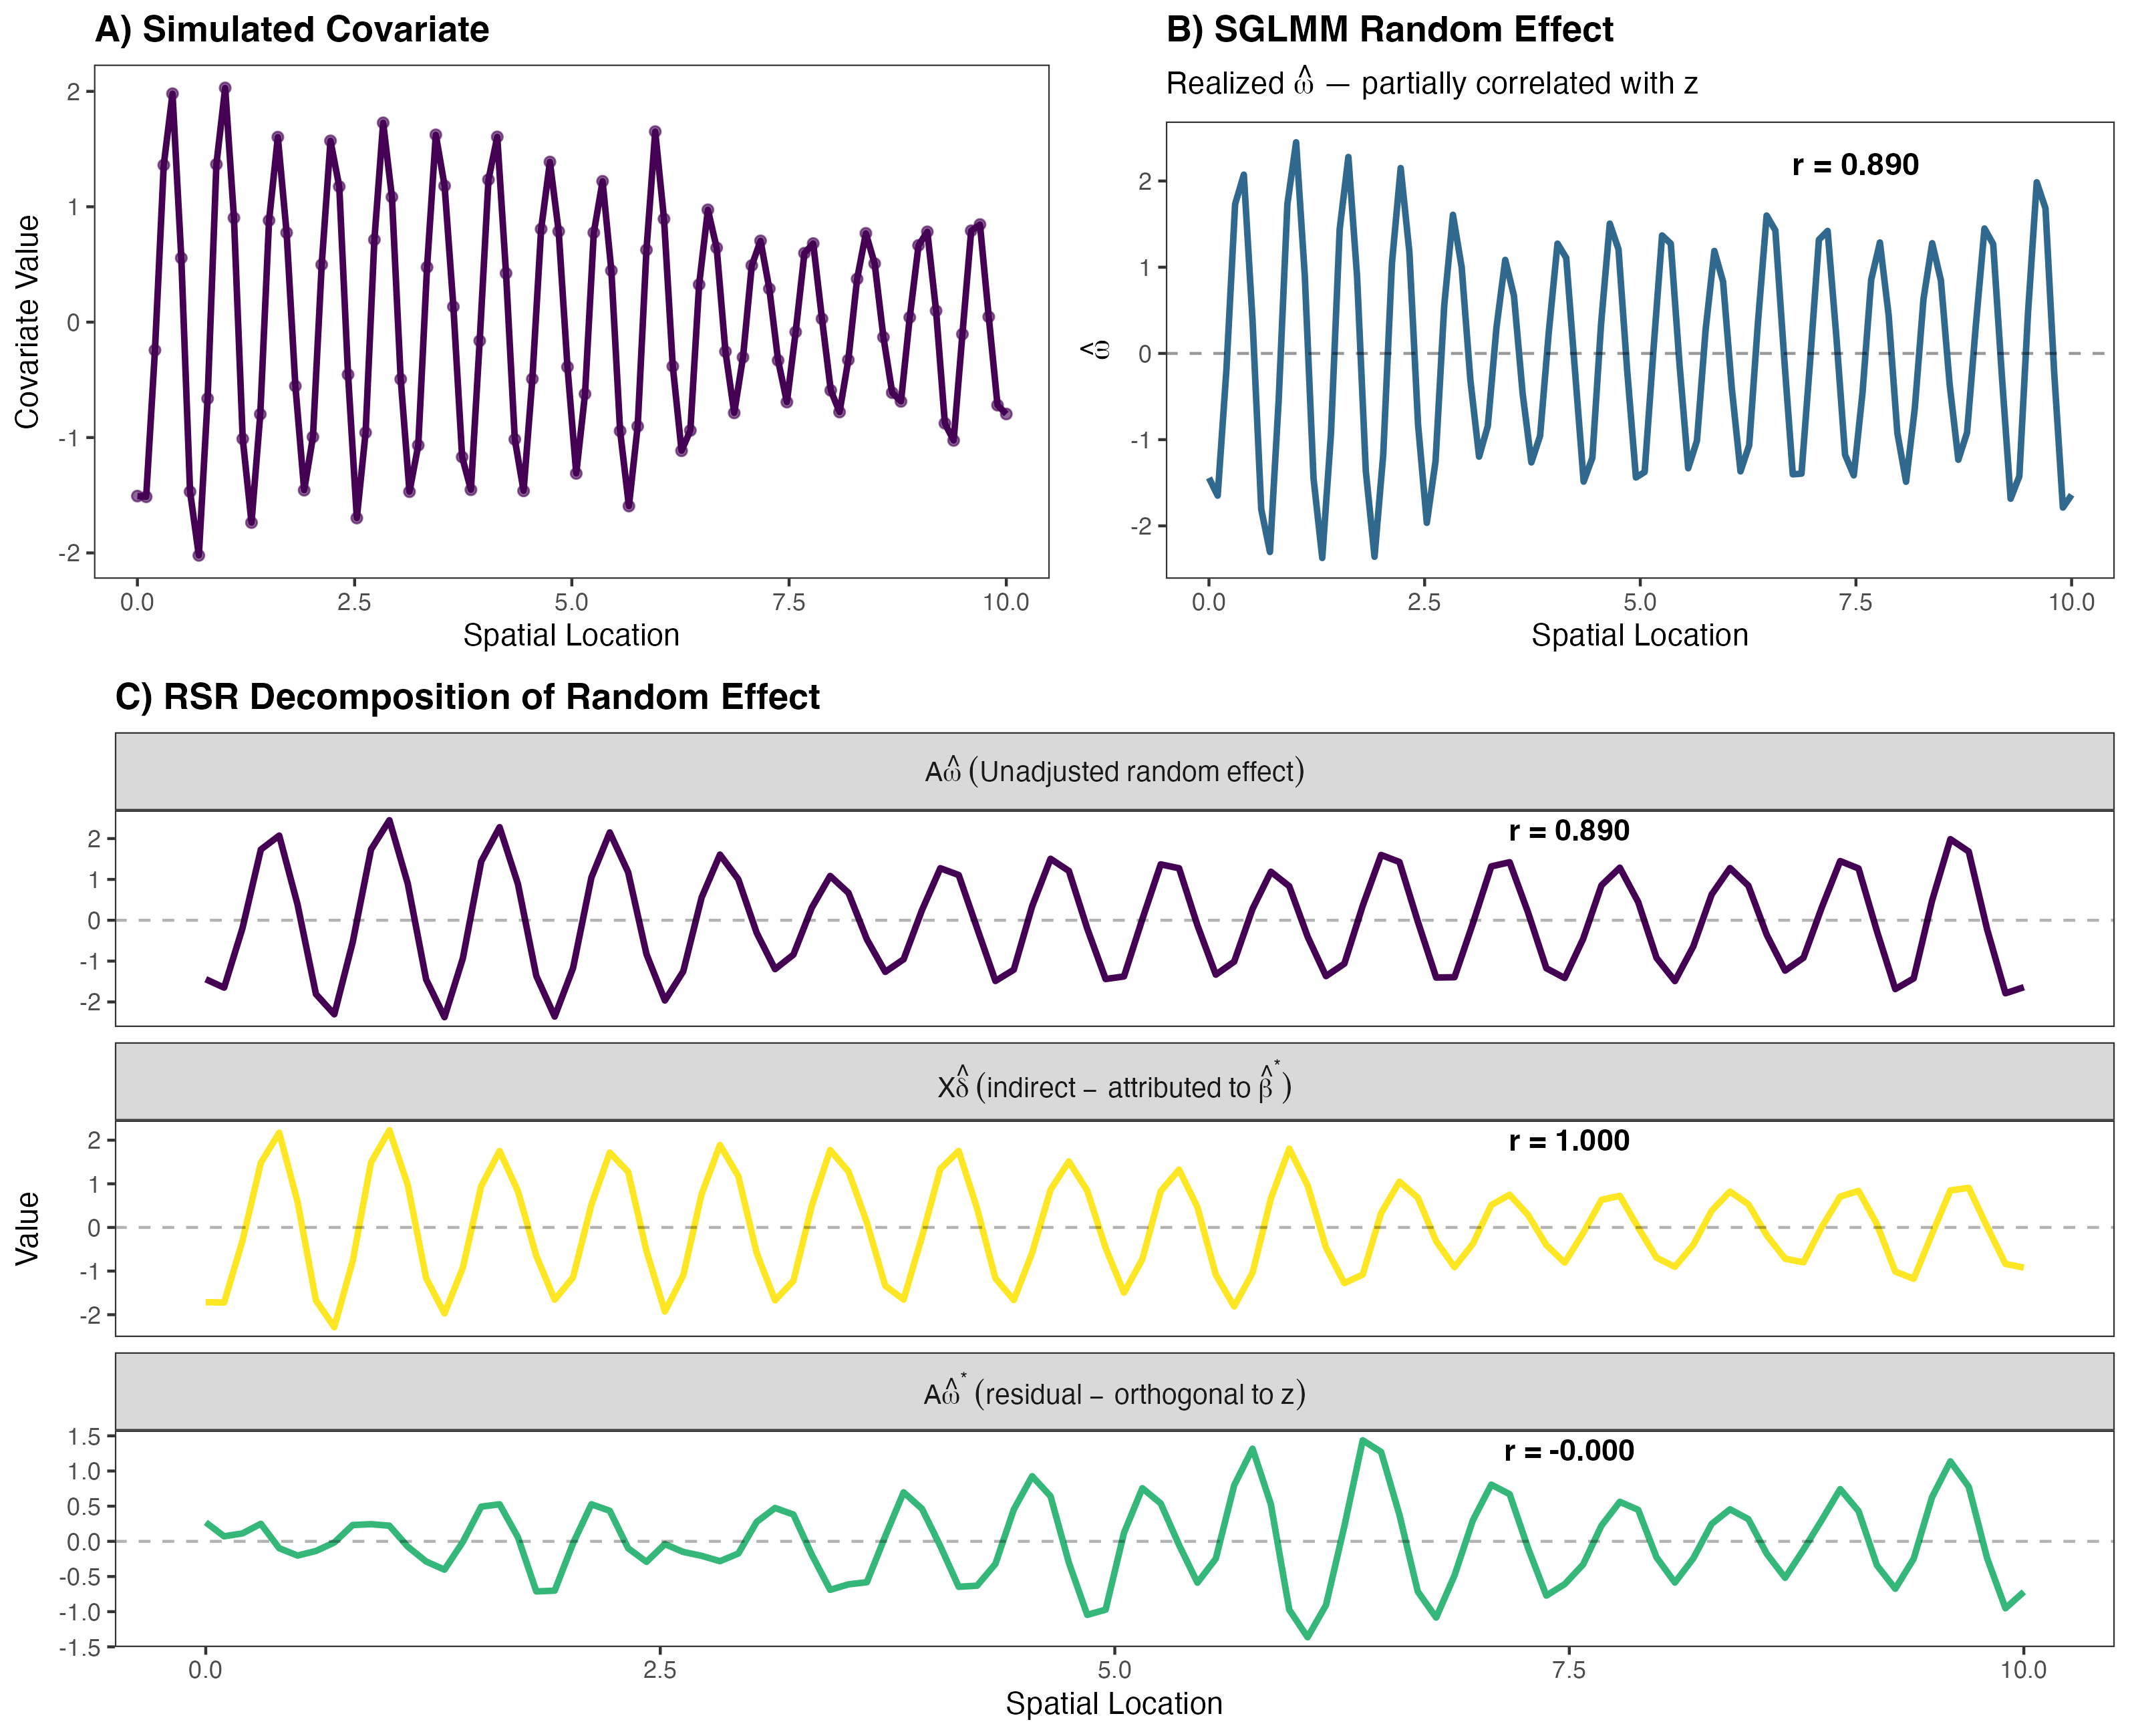 A) Simulated Covariate
Covariate Value
2
1
0
-1
-2
0.0 2.5 5.0 7.5 10.0
Spatial Location
B) SGLMM Random Effect
Realized ω̂ — partially correlated with z
r = 0.890
ω̂
2
1
0
-1
-2
0.0 2.5 5.0 7.5 10.0
Spatial Location
C) RSR Decomposition of Random Effect
Value
Aω̂ (Unadjusted random effect)
r = 0.890
2
1
0
-1
-2
Xδ̂ (indirect – attributed to β̂*)
r = 1.000
2
1
0
-1
-2
Aω̂* (residual – orthogonal to z)
r = -0.000
1.5
1.0
0.5
0.0
-0.5
-1.0
-1.5
0.0 2.5 5.0 7.5 10.0
Spatial Location